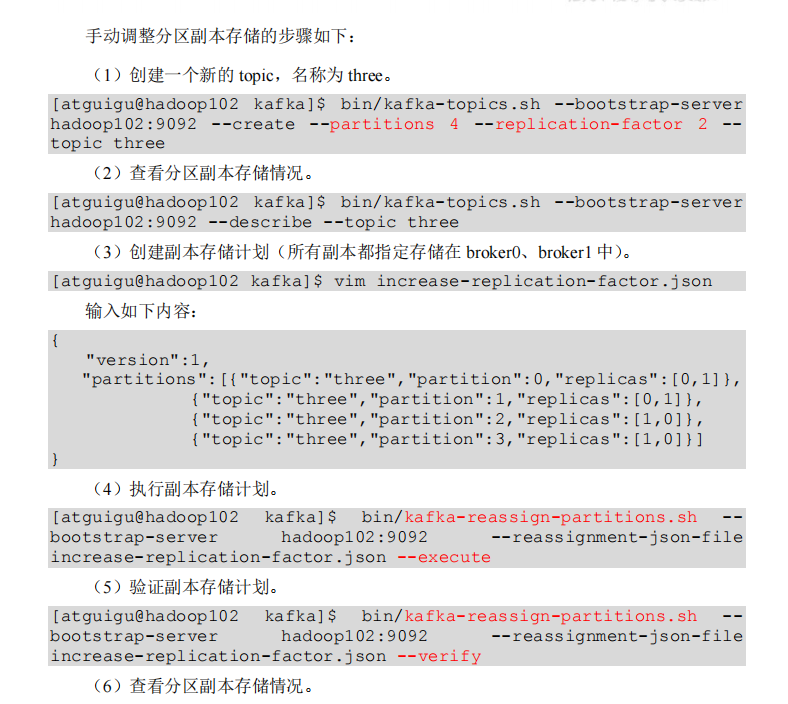 手动调整分区副本存储的步骤如下：
（1）创建一个新的 topic，名称为 three。
[atguigu@hadoop102 kafka]$ bin/kafka-topics.sh --bootstrap-server
hadoop102:9092 --create --partitions 4 --replication-factor 2 --
topic three
（2）查看分区副本存储情况。
[atguigu@hadoop102 kafka]$ bin/kafka-topics.sh --bootstrap-server
hadoop102:9092 --describe --topic three
（3）创建副本存储计划（所有副本都指定存储在 broker0、broker1 中）。
[atguigu@hadoop102 kafka]$ vim increase-replication-factor.json
输入如下内容：
{
"version":1,
"partitions":[{"topic":"three","partition":0,"replicas":[0,1]},
{"topic":"three","partition":1,"replicas":[0,1]},
{"topic":"three","partition":2,"replicas":[1,0]},
{"topic":"three","partition":3,"replicas":[1,0]}]
}
（4）执行副本存储计划。
[atguigu@hadoop102 kafka]$ bin/kafka-reassign-partitions.sh --
bootstrap-server hadoop102:9092 --reassignment-json-file
increase-replication-factor.json --execute
（5）验证副本存储计划。
[atguigu@hadoop102 kafka]$ bin/kafka-reassign-partitions.sh --
bootstrap-server hadoop102:9092 --reassignment-json-file
increase-replication-factor.json --verify
（6）查看分区副本存储情况。